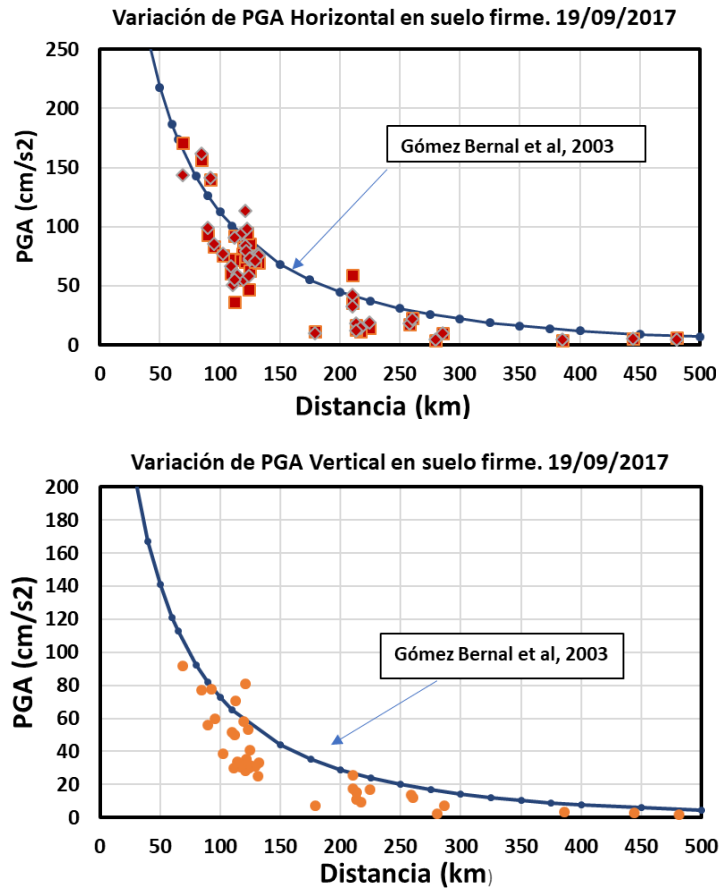 Variación de PGA Horizontal en suelo firme. 19/09/2017
250
200
150
100
50
0
PGA (cm/s2)
Gómez Bernal et al, 2003
0 50 100 150 200 250 300 350 400 450 500
Distancia (km)
Variación de PGA Vertical en suelo firme. 19/09/2017
200
180
160
140
120
100
80
60
40
20
0
PGA (cm/s2)
Gómez Bernal et al, 2003
0 50 100 150 200 250 300 350 400 450 500
Distancia (km)